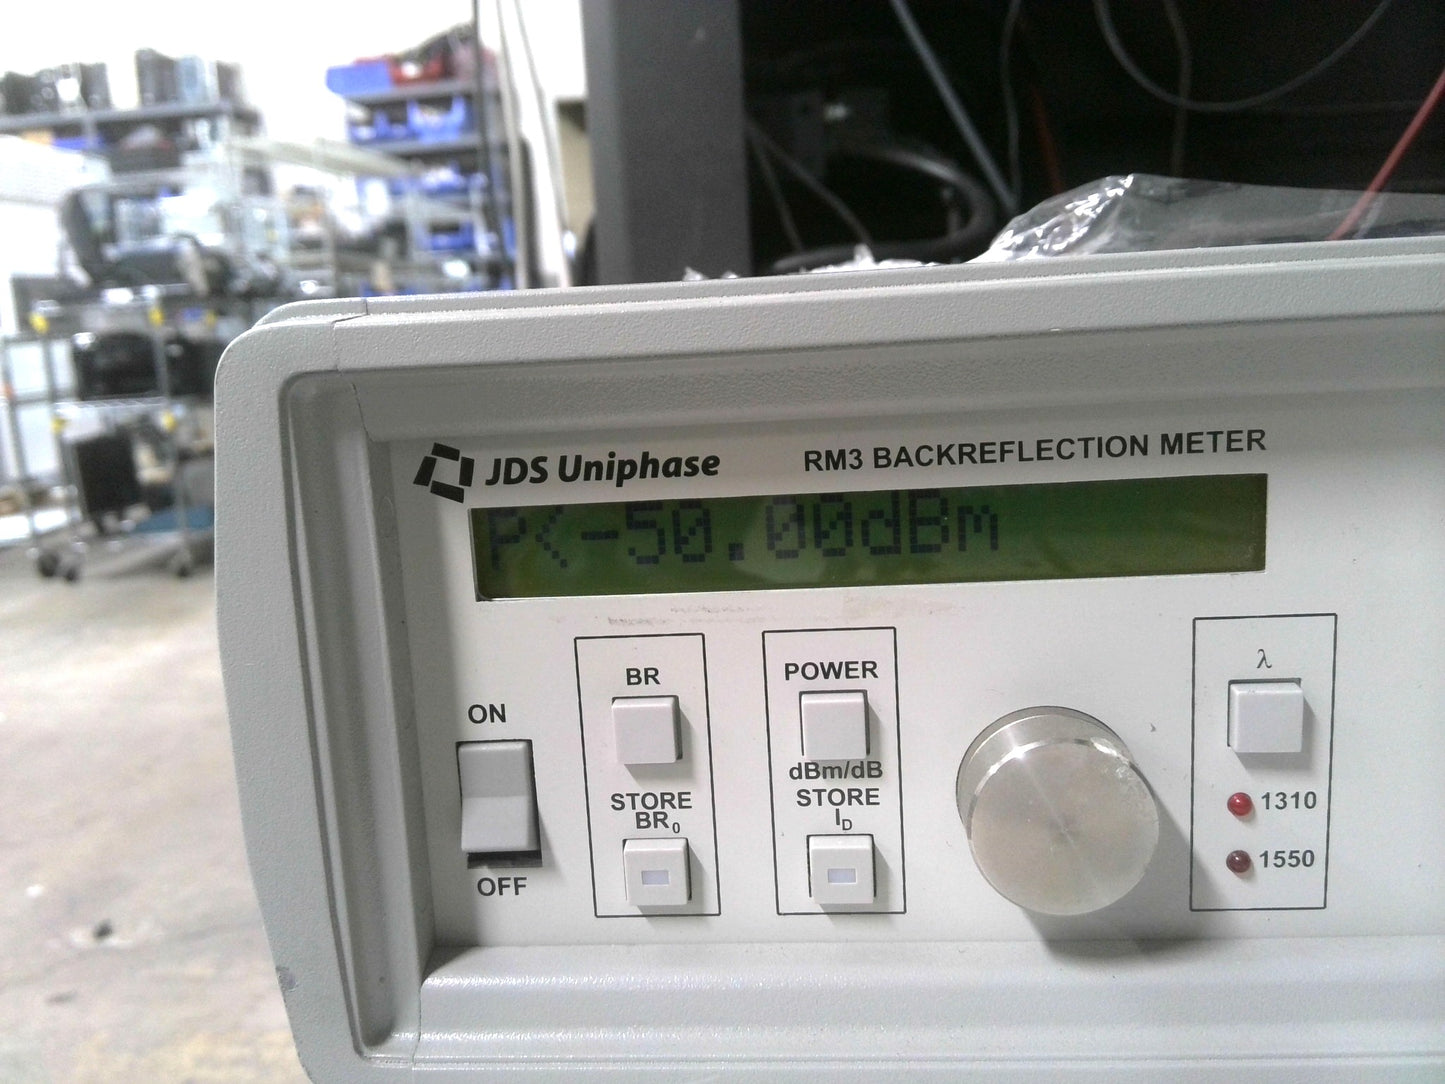 JDS Uniphase
RM3 BACKREFLECTION METER
P<-50.00dBm
ON
OFF
BR
STORE
BR0
POWER
dBm/dB
STORE
ID
λ
1310
1550